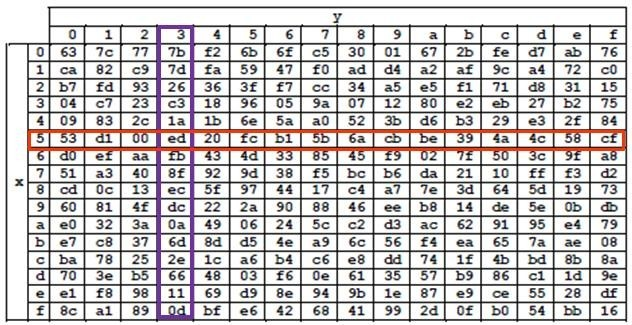 y
0 1 2 3 4 5 6 7 8 9 a b c d e f
0 63 7c 77 7b f2 6b 6f c5 30 01 67 2b fe d7 ab 76
1 ca 82 c9 7d fa 59 47 f0 ad d4 a2 af 9c a4 72 c0
2 b7 fd 93 26 36 3f f7 cc 34 a5 e5 f1 71 d8 31 15
3 04 c7 23 c3 18 96 05 9a 07 12 80 e2 eb 27 b2 75
4 09 83 2c 1a 1b 6e 5a a0 52 3b d6 b3 29 e3 2f 84
5 53 d1 00 ed 20 fc b1 5b 6a cb be 39 4a 4c 58 cf
6 d0 ef aa fb 43 4d 33 85 45 f9 02 7f 50 3c 9f a8
x 7 51 a3 40 8f 92 9d 38 f5 bc b6 da 21 10 ff f3 d2
8 cd 0c 13 ec 5f 97 44 17 c4 a7 7e 3d 64 5d 19 73
9 60 81 4f dc 22 2a 90 88 46 ee b8 14 de 5e 0b db
a e0 32 3a 0a 49 06 24 5c c2 d3 ac 62 91 95 e4 79
b e7 c8 37 6d 8d d5 4e a9 6c 56 f4 ea 65 7a ae 08
c ba 78 25 2e 1c a6 b4 c6 e8 dd 74 1f 4b bd 8b 8a
d 70 3e b5 66 48 03 f6 0e 61 35 57 b9 86 c1 1d 9e
e e1 f8 98 11 69 d9 8e 94 9b 1e 87 e9 ce 55 28 df
f 8c a1 89 0d bf e6 42 68 41 99 2d 0f b0 54 bb 16